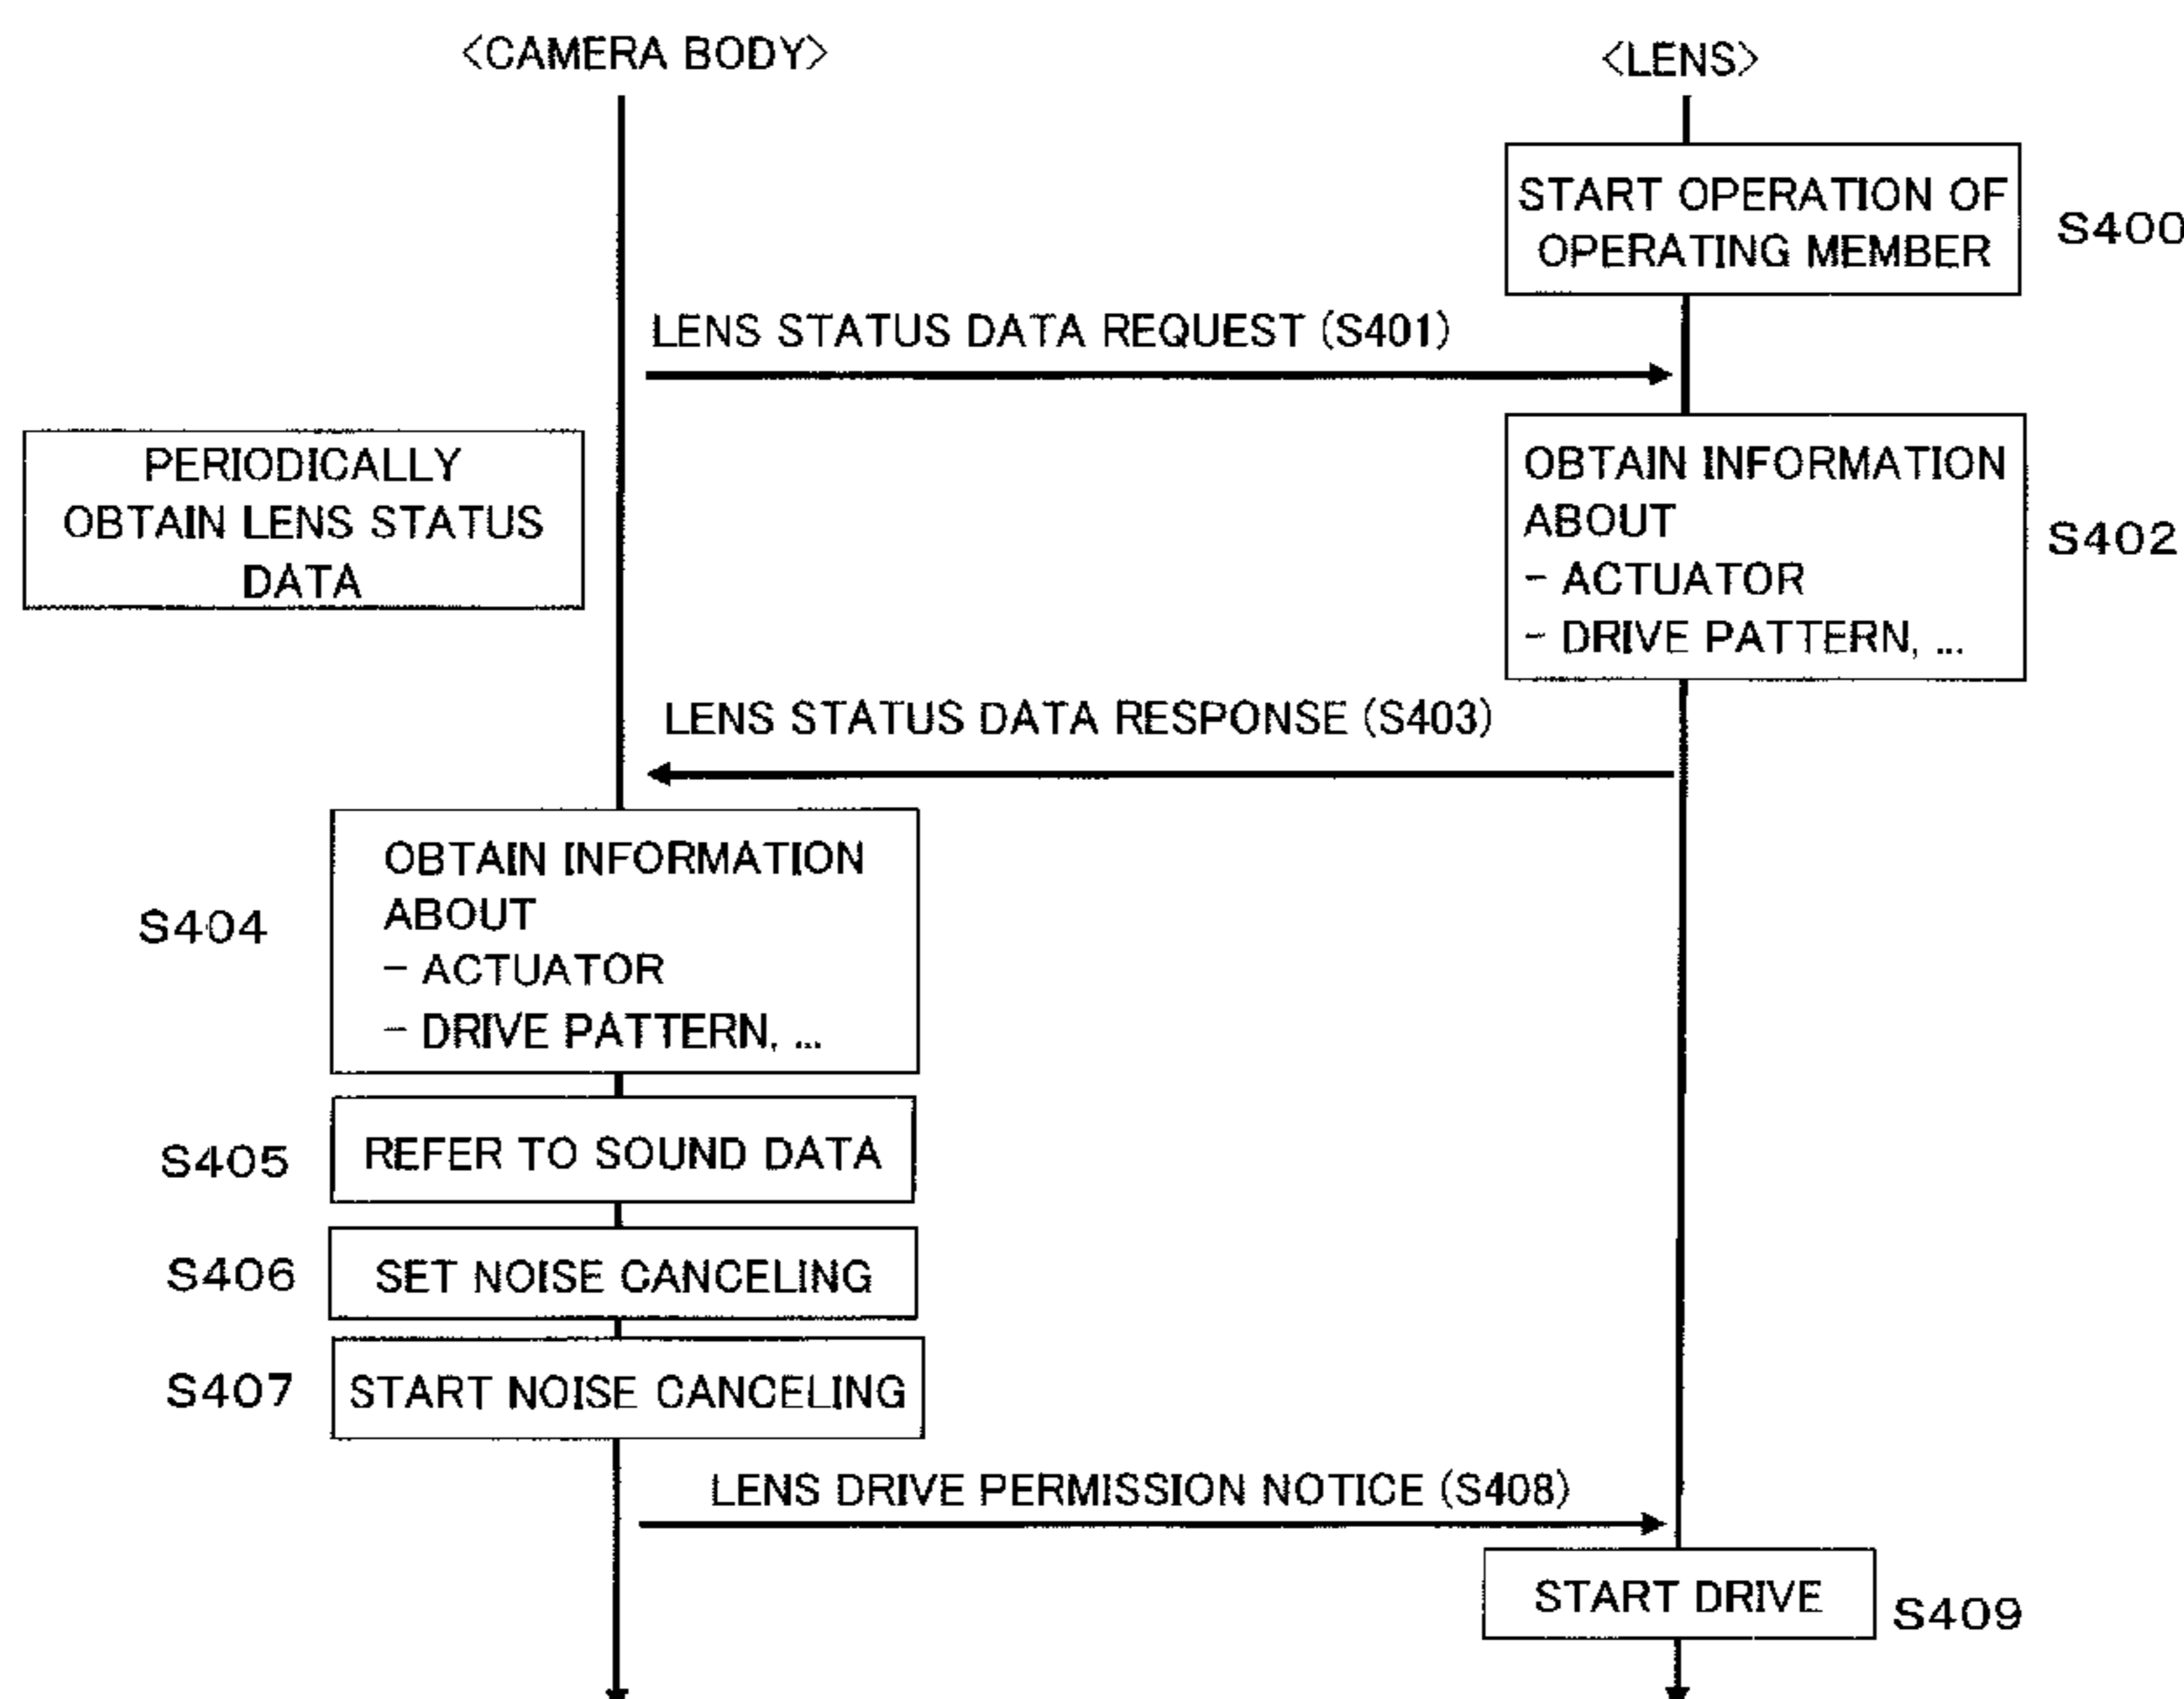 <CAMERA BODY>
<LENS>
START OPERATION OF
OPERATING MEMBER
S400
LENS STATUS DATA REQUEST (S401)
PERIODICALLY
OBTAIN LENS STATUS
DATA
OBTAIN INFORMATION
ABOUT
- ACTUATOR
- DRIVE PATTERN, ...
S402
LENS STATUS DATA RESPONSE (S403)
S404
OBTAIN INFORMATION
ABOUT
- ACTUATOR
- DRIVE PATTERN, ...
S405
REFER TO SOUND DATA
S406
SET NOISE CANCELING
S407
START NOISE CANCELING
LENS DRIVE PERMISSION NOTICE (S408)
START DRIVE
S409